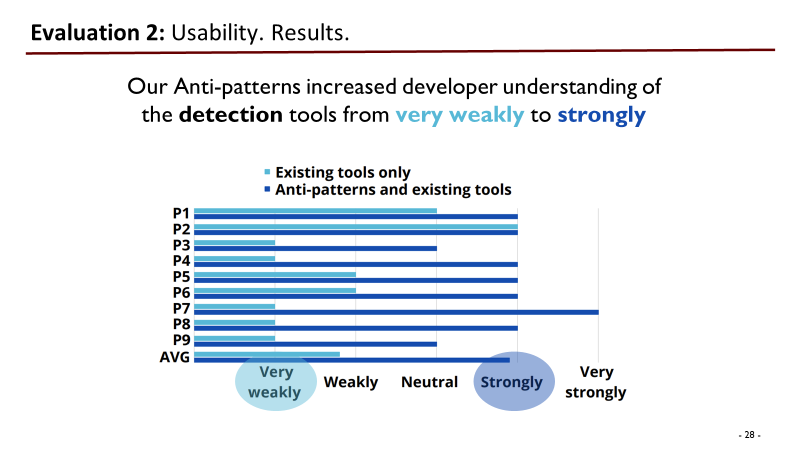 Evaluation 2: Usability. Results.
Our Anti-patterns increased developer understanding of
the detection tools from very weakly to strongly
Existing tools only
Anti-patterns and existing tools
P1
P2
P3
P4
P5
P6
P7
P8
P9
AVG
Very weakly
Weakly
Neutral
Strongly
Very strongly
- 28 -